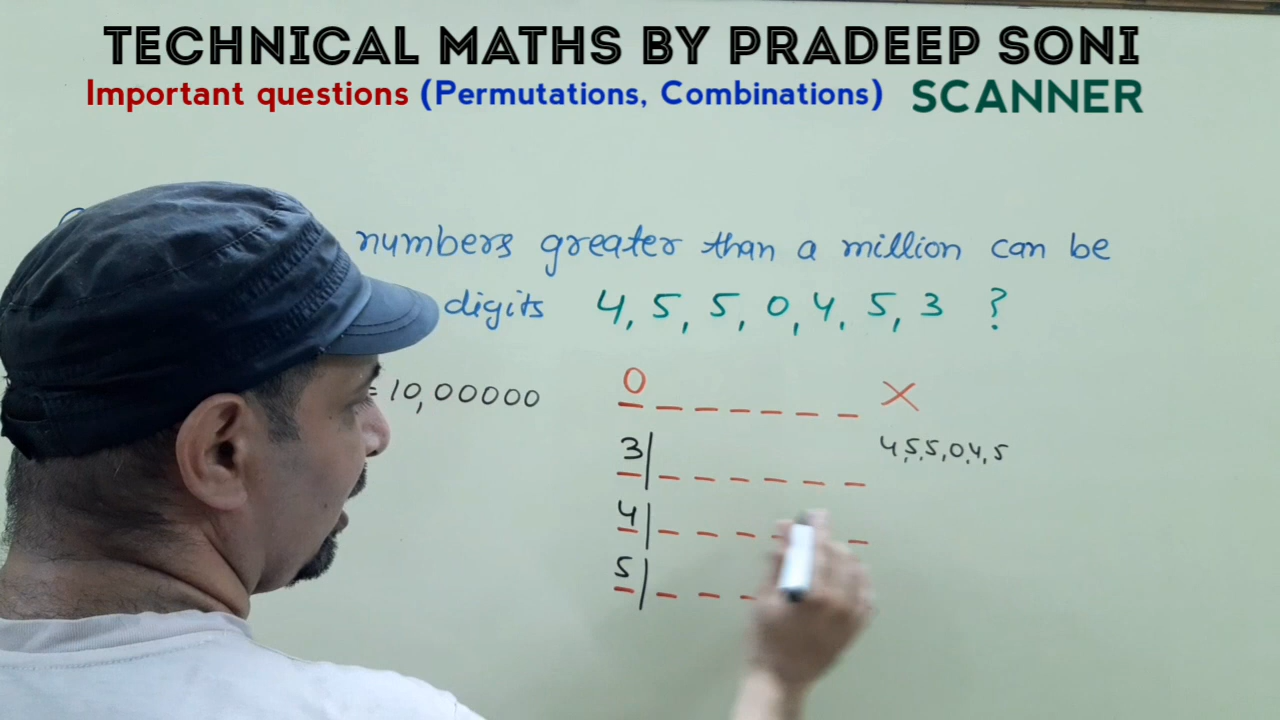 TECHNICAL MATHS BY PRADEEP SONI
Important questions (Permutations, Combinations) SCANNER
numbers greater than a million can be
digits 4, 5, 5, 0, 4, 5, 3 ?
= 10,00000
0 _ _ _ _ _ _ ×
3 | _ _ _ _ _ _ 4,5,5,0,4,5
4 | _ _ _ _ _
5 | _ _ _